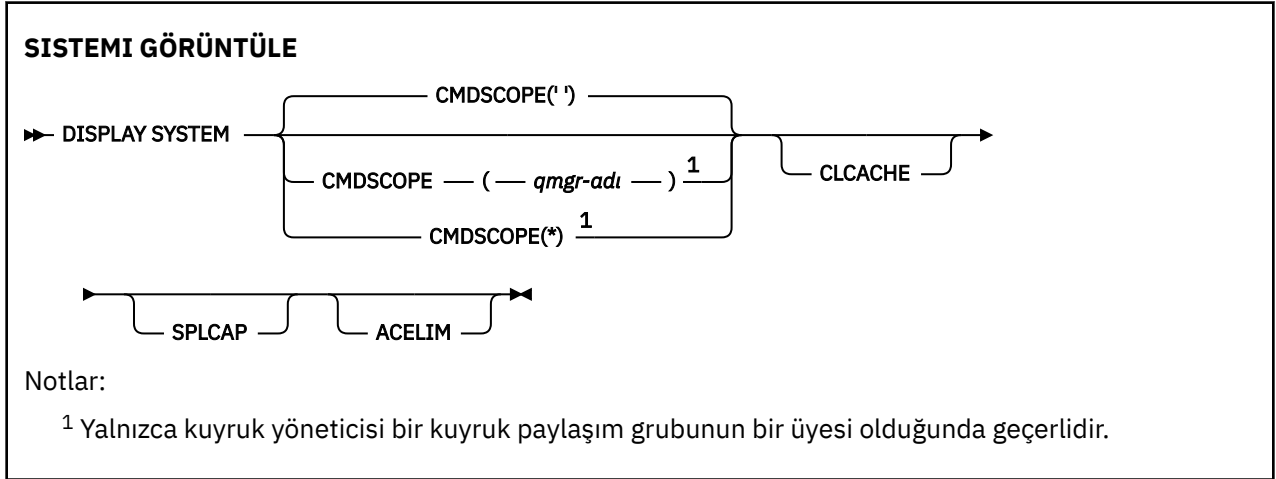 SISTEMI GÖRÜNTÜLE
CMDSCOPE(' ')
DISPLAY SYSTEM
CMDSCOPE ( qmgr-adı ) 1
CLCACHE
CMDSCOPE(*) 1
SPLCAP
ACELIM
Notlar:
1 Yalnızca kuyruk yöneticisi bir kuyruk paylaşım grubunun bir üyesi olduğunda geçerlidir.